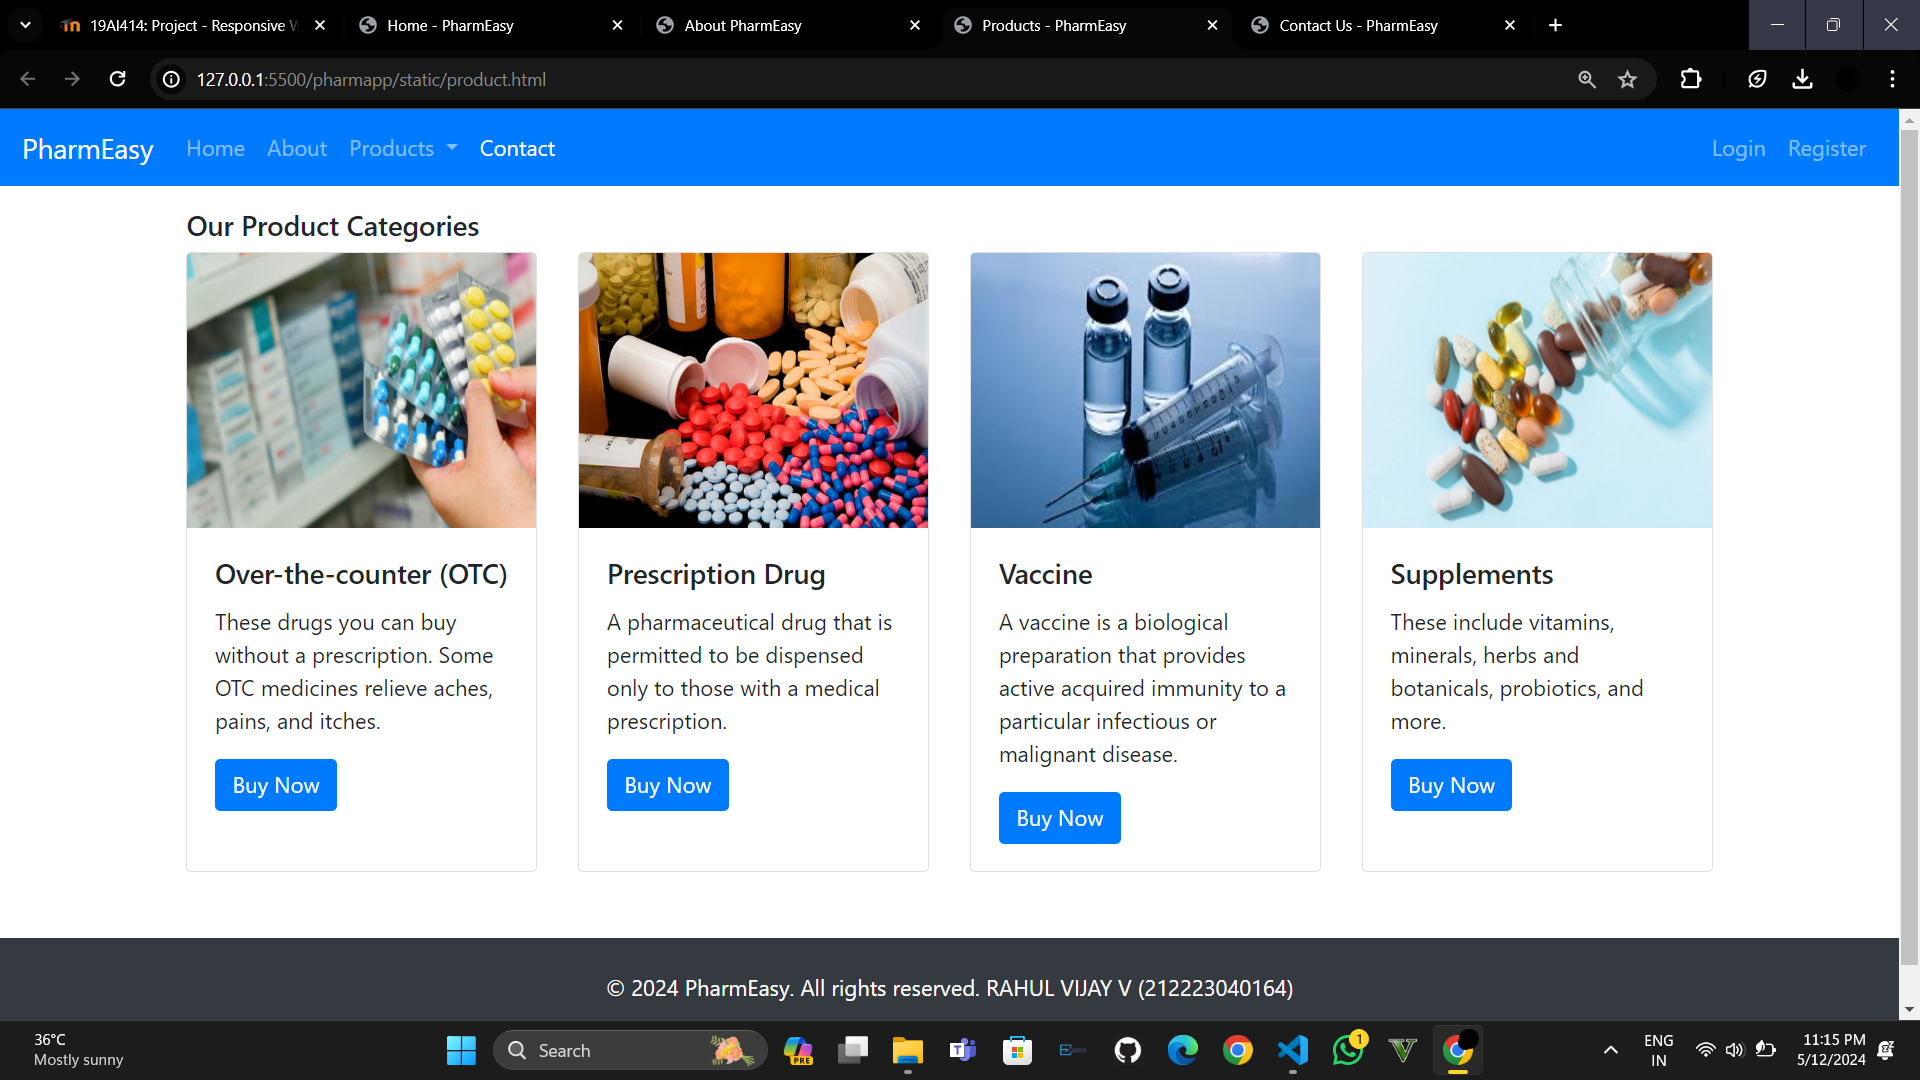 19AI414: Project - Responsive W
Home - PharmEasy
About PharmEasy
Products - PharmEasy
Contact Us - PharmEasy
127.0.0.1:5500/pharmapp/static/product.html
PharmEasy Home About Products Contact Login Register
Our Product Categories
Over-the-counter (OTC)
These drugs you can buy
without a prescription. Some
OTC medicines relieve aches,
pains, and itches.
Buy Now
Prescription Drug
A pharmaceutical drug that is
permitted to be dispensed
only to those with a medical
prescription.
Buy Now
Vaccine
A vaccine is a biological
preparation that provides
active acquired immunity to a
particular infectious or
malignant disease.
Buy Now
Supplements
These include vitamins,
minerals, herbs and
botanicals, probiotics, and
more.
Buy Now
© 2024 PharmEasy. All rights reserved. RAHUL VIJAY V (212223040164)
36°C
Mostly sunny
Search
PRE
1
ENG
IN
11:15 PM
5/12/2024